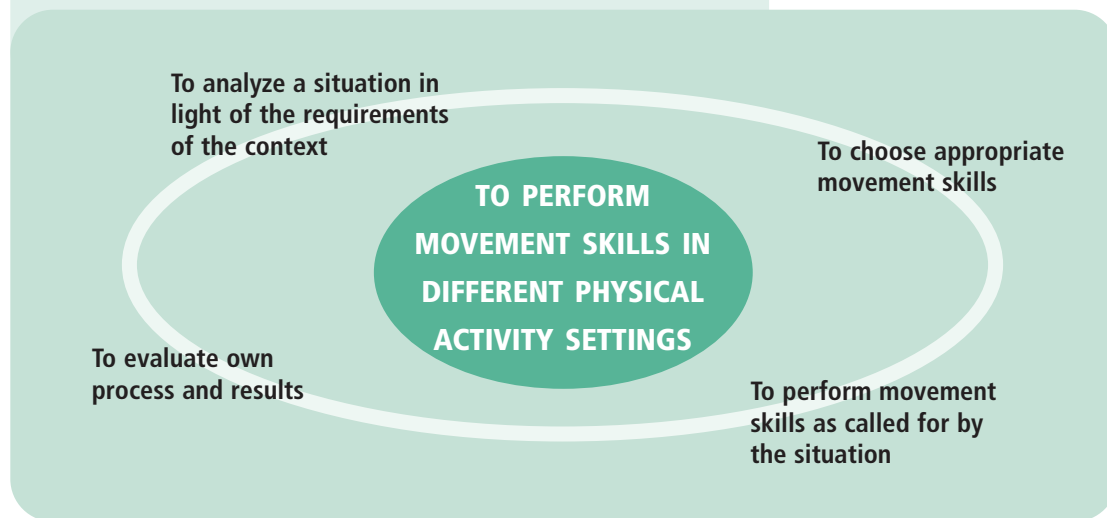 To analyze a situation in
light of the requirements
of the context
To choose appropriate
movement skills
TO PERFORM
MOVEMENT SKILLS IN
DIFFERENT PHYSICAL
ACTIVITY SETTINGS
To evaluate own
process and results
To perform movement
skills as called for by
the situation